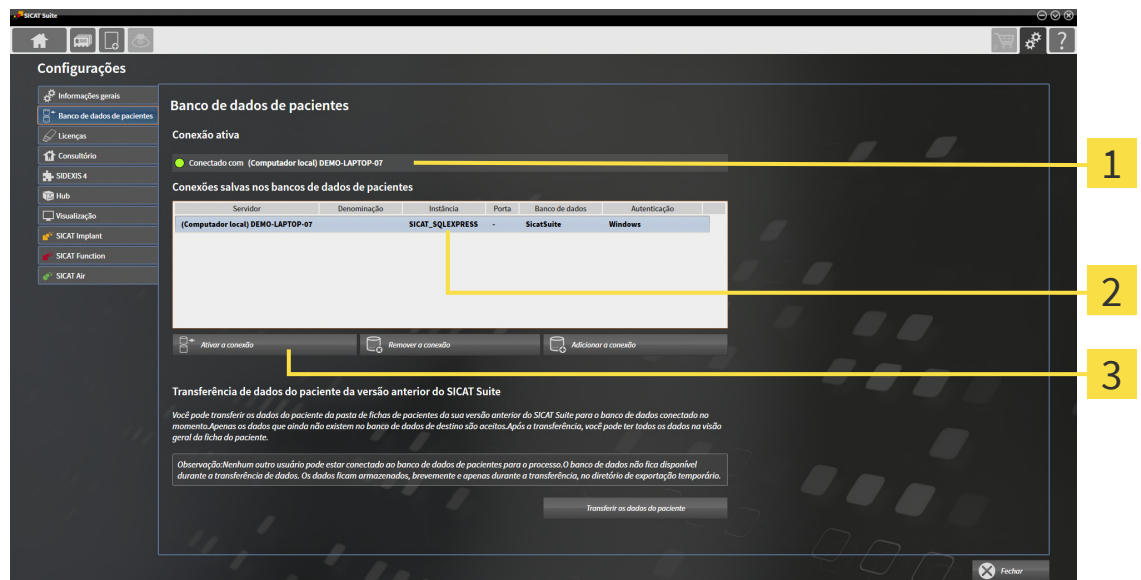 SICAT Suite
?
Configurações
Informações gerais
Banco de dados de pacientes
Licenças
Consultório
SIDEXIS 4
Hub
Visualização
SICAT Implant
SICAT Function
SICAT Air
Banco de dados de pacientes
Conexão ativa
Conectado com (Computador local) DEMO-LAPTOP-07
1
Conexões salvas nos bancos de dados de pacientes
Servidor Denominação Instância Porta Banco de dados Autenticação
(Computador local) DEMO-LAPTOP-07 SICAT_SQLEXPRESS - SicatSuite Windows
2
Ativar a conexão Remover a conexão Adicionar a conexão
3
Transferência de dados do paciente da versão anterior do SICAT Suite
Você pode transferir os dados do paciente da pasta de fichas de pacientes da sua versão anterior do SICAT Suite para o banco de dados conectado no
momento.Apenas os dados que ainda não existem no banco de dados de destino são aceitos.Após a transferência, você pode ter todos os dados na visão
geral da ficha do paciente.
Observação:Nenhum outro usuário pode estar conectado ao banco de dados de pacientes para o processo.O banco de dados não fica disponível
durante a transferência de dados. Os dados ficam armazenados, brevemente e apenas durante a transferência, no diretório de exportação temporário.
Transferir os dados do paciente
Fechar